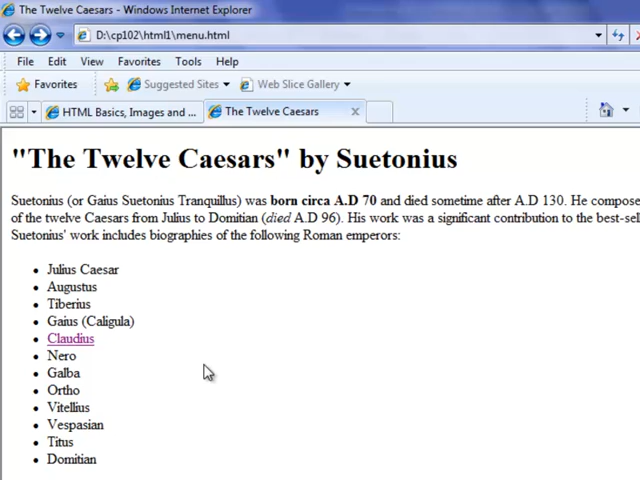 The Twelve Caesars - Windows Internet Explorer
D:\cp102\html1\menu.html
File Edit View Favorites Tools Help
Favorites Suggested Sites Web Slice Gallery
HTML Basics, Images and ... The Twelve Caesars x
"The Twelve Caesars" by Suetonius
Suetonius (or Gaius Suetonius Tranquillus) was born circa A.D 70 and died sometime after A.D 130. He compose
of the twelve Caesars from Julius to Domitian (died A.D 96). His work was a significant contribution to the best-sel
Suetonius' work includes biographies of the following Roman emperors:
• Julius Caesar
• Augustus
• Tiberius
• Gaius (Caligula)
• Claudius
• Nero
• Galba
• Ortho
• Vitellius
• Vespasian
• Titus
• Domitian